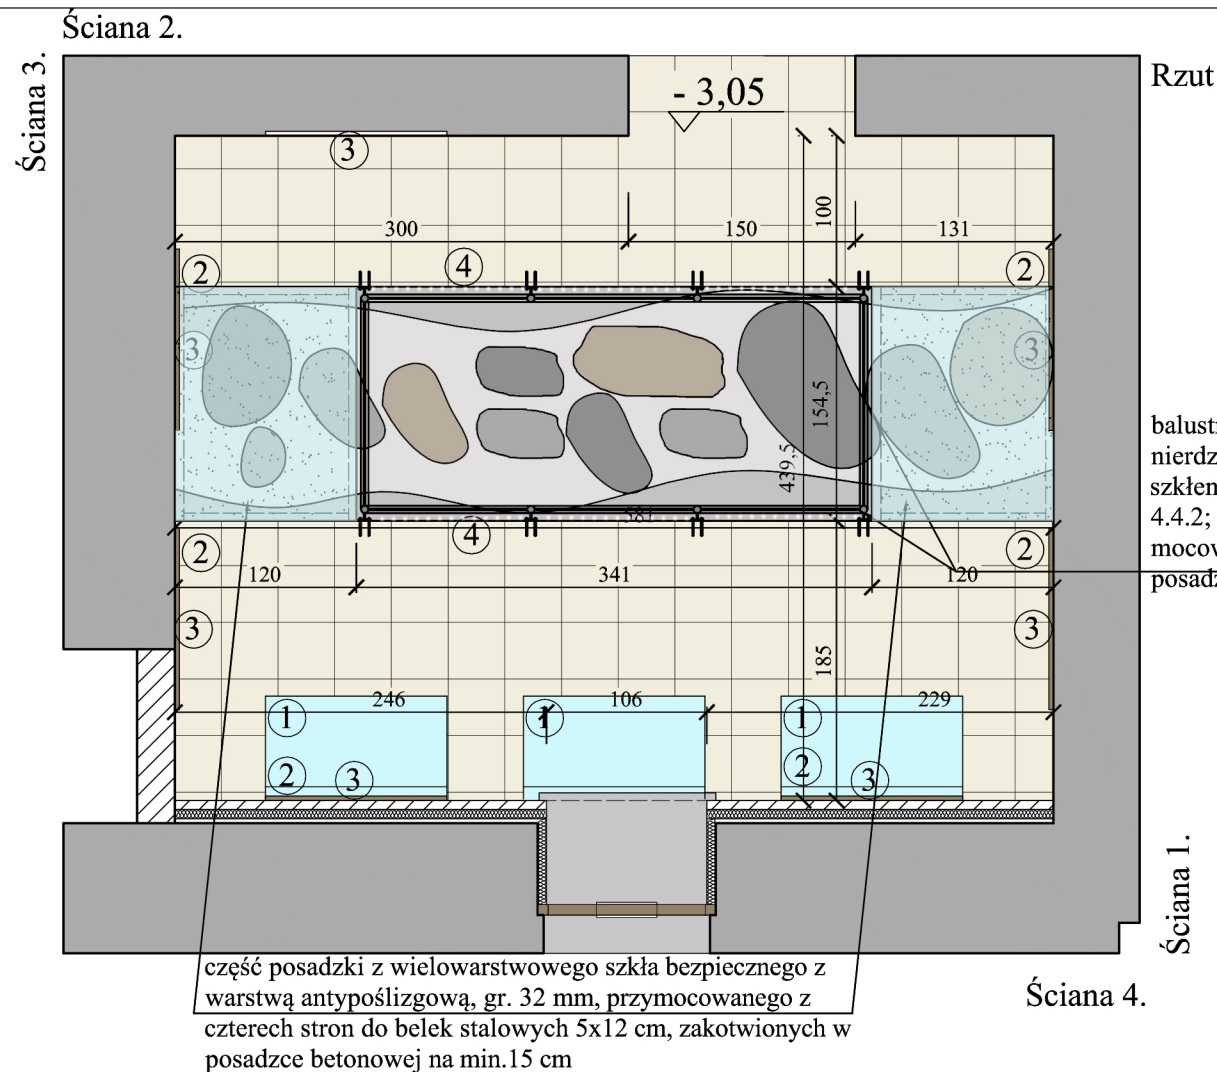 Ściana 2.
Ściana 3.
Rzut
- 3,05
3
100
300
150
131
2
4
2
3
3
154,5
439,5
581
balust
nierdz
szkłen
4.4.2;
mocow
posadz
2
4
2
120
341
120
3
3
185
246
106
229
1
1
1
2
3
2
3
część posadzki z wielowarstwowego szkła bezpiecznego z
warstwą antypoślizgową, gr. 32 mm, przymocowanego z
czterech stron do belek stalowych 5x12 cm, zakotwionych w
posadzce betonowej na min.15 cm
Ściana 1.
Ściana 4.